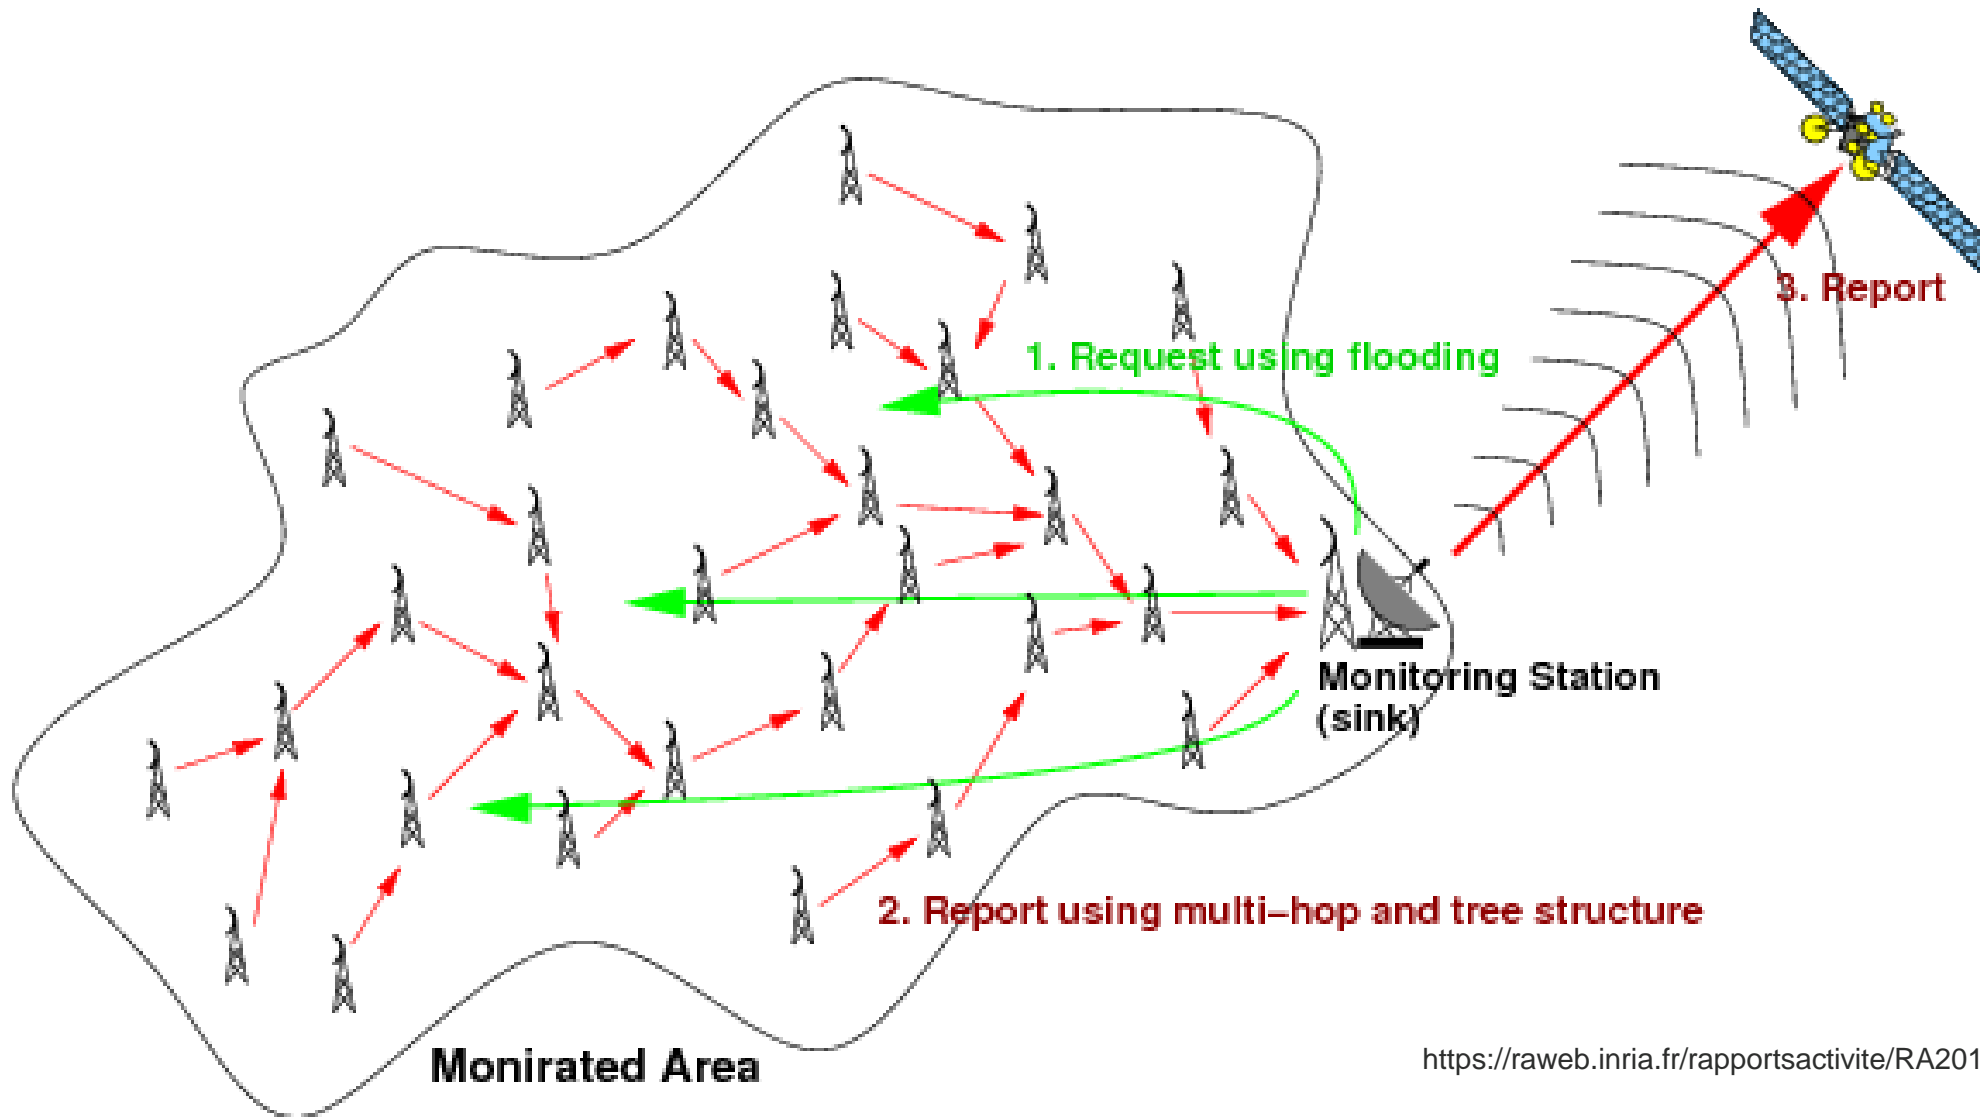 3. Report
1. Request using flooding
Monitoring Station
(sink)
2. Report using multi–hop and tree structure
Monirated Area
https://raweb.inria.fr/rapportsactivite/RA201